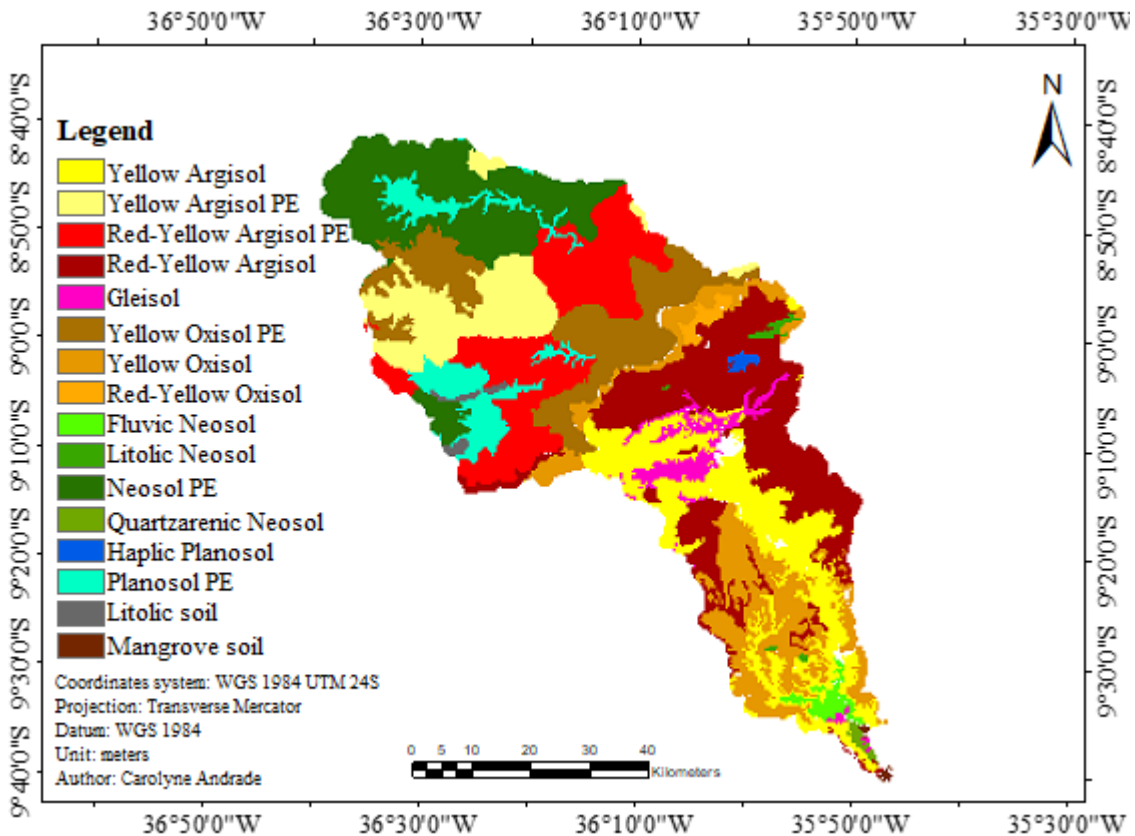 36°50'0"W 36°30'0"W 36°10'0"W 35°50'0"W 35°30'0"W
N
8°40'0"S 8°40'0"S
8°50'0"S 8°50'0"S
9°0'0"S 9°0'0"S
9°10'0"S 9°10'0"S
9°20'0"S 9°20'0"S
9°30'0"S 9°30'0"S
9°40'0"S
Legend
Yellow Argisol
Yellow Argisol PE
Red-Yellow Argisol PE
Red-Yellow Argisol
Gleisol
Yellow Oxisol PE
Yellow Oxisol
Red-Yellow Oxisol
Fluvic Neosol
Litolic Neosol
Neosol PE
Quartzarenic Neosol
Haplic Planosol
Planosol PE
Litolic soil
Mangrove soil
Coordinates system: WGS 1984 UTM 24S
Projection: Transverse Mercator
Datum: WGS 1984
Unit: meters
Author: Carolyne Andrade
0 5 10 20 30 40
Kilometers
36°50'0"W 36°30'0"W 36°10'0"W 35°50'0"W 35°30'0"W